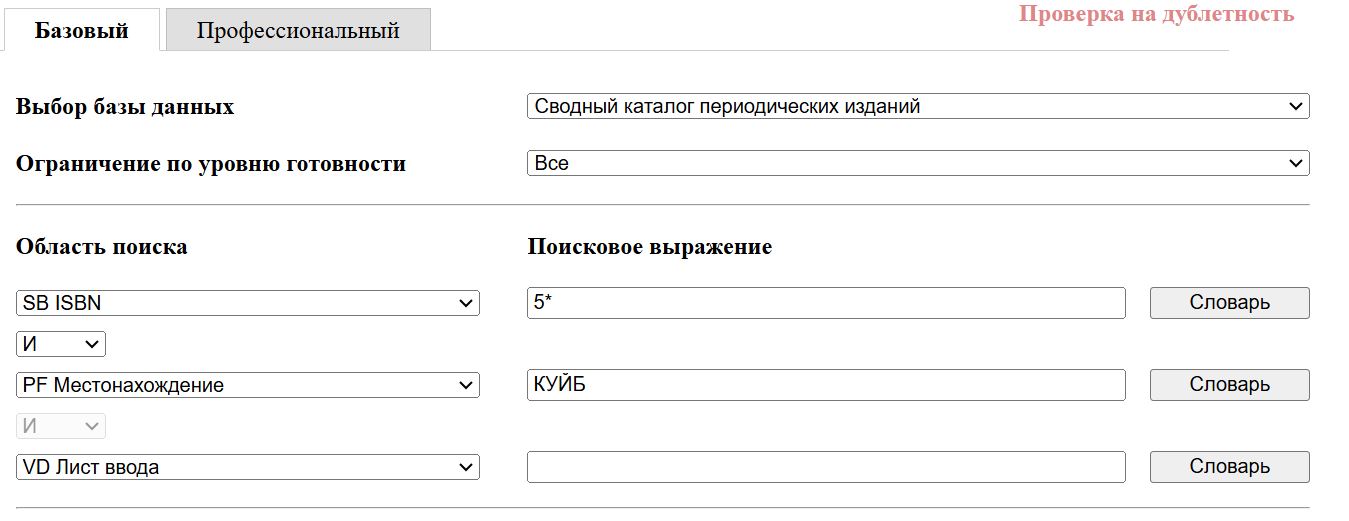 Проверка на дублетность
Базовый Профессиональный
Выбор базы данных Сводный каталог периодических изданий
Ограничение по уровню готовности Все
Область поиска Поисковое выражение
SB ISBN 5* Словарь
И
PF Местонахождение КУЙБ Словарь
И
VD Лист ввода Словарь